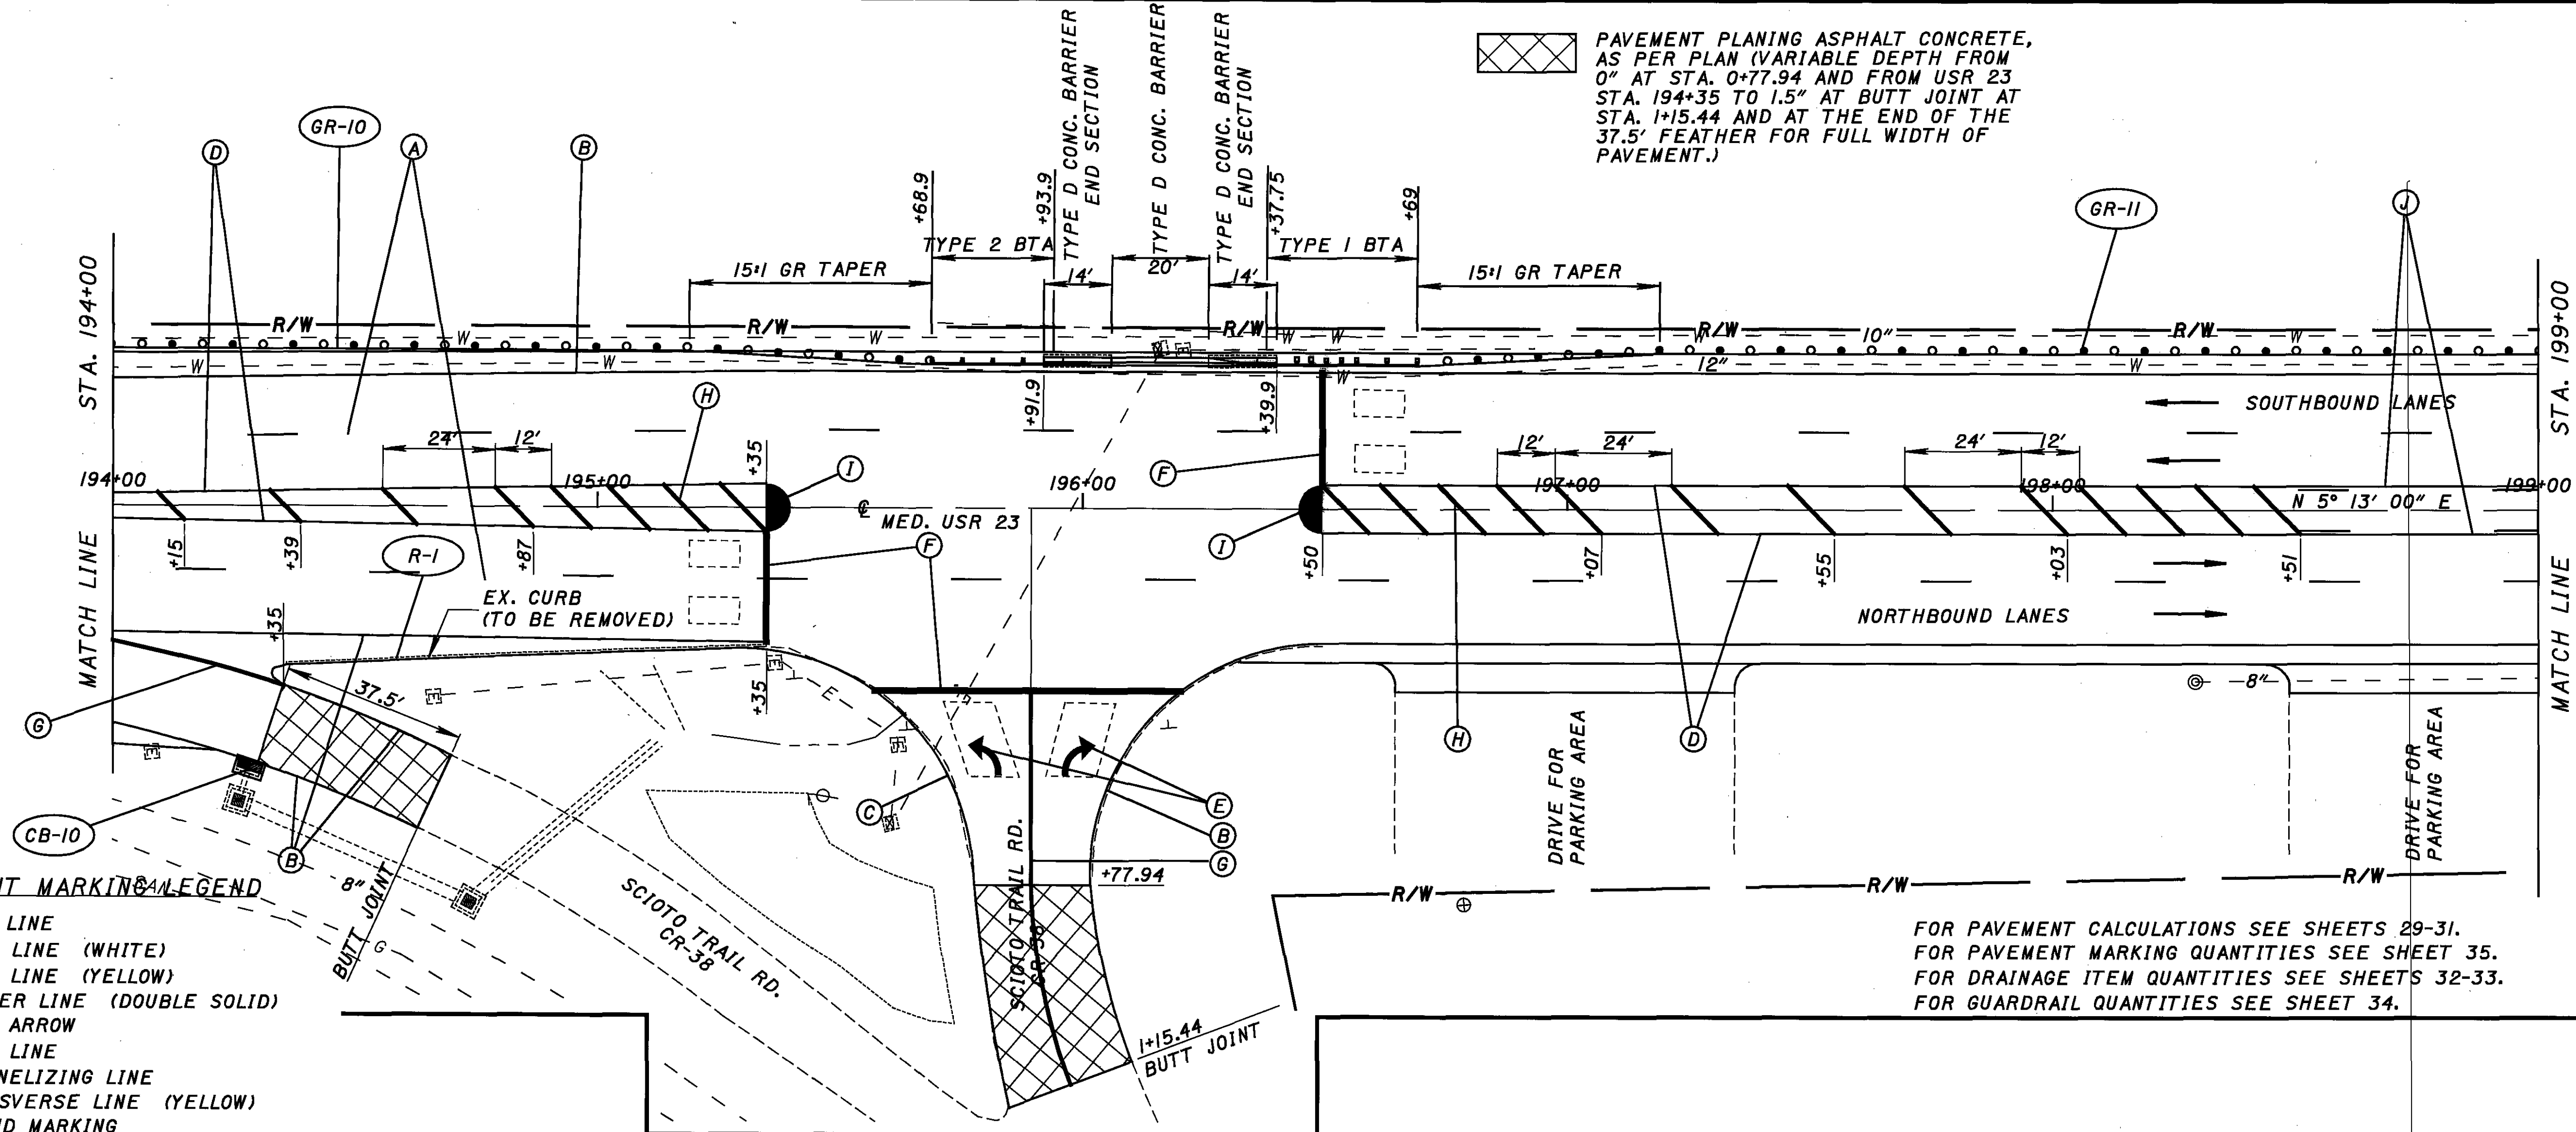 PAVEMENT PLANING ASPHALT CONCRETE,
AS PER PLAN (VARIABLE DEPTH FROM
0" AT STA. 0+77.94 AND FROM USR 23
STA. 194+35 TO 1.5" AT BUTT JOINT AT
STA. 1+15.44 AND AT THE END OF THE
37.5' FEATHER FOR FULL WIDTH OF
PAVEMENT.)
TYPE D CONC. BARRIER
END SECTION
TYPE D CONC. BARRIER
TYPE D CONC. BARRIER
END SECTION
GR-10
D
A
B
GR-11
J
+68.9
+93.9
+37.75
+69
TYPE 2 BTA
TYPE 1 BTA
15:1 GR TAPER
14'
20'
14'
15:1 GR TAPER
STA. 194+00
STA. 199+00
R/W
R/W
R/W
R/W
R/W
W
W
W
W
W
10"
W
W
W
W
12"
W
H
+91.9
+39.9
SOUTHBOUND LANES
24'
12'
+35
I
F
12'
24'
24'
12'
194+00
195+00
196+00
197+00
198+00
199+00
N 5° 13' 00" E
℄ MED. USR 23
+15
+39
+87
R-1
F
I
+50
+07
+55
+03
+51
EX. CURB
(TO BE REMOVED)
+35
NORTHBOUND LANES
MATCH LINE
MATCH LINE
37.5'
E
E
E
+35
8"
G
E
E
H
D
DRIVE FOR
PARKING AREA
DRIVE FOR
PARKING AREA
CB-10
C
E
B
G
B
8"
SAN
+77.94
R/W
R/W
R/W
BUTT JOINT
G
SCIOTO TRAIL RD.
CR-38
SCIOTO TRAIL RD.
CR-38
1+15.44
BUTT JOINT
FOR PAVEMENT CALCULATIONS SEE SHEETS 29-31.
FOR PAVEMENT MARKING QUANTITIES SEE SHEET 35.
FOR DRAINAGE ITEM QUANTITIES SEE SHEETS 32-33.
FOR GUARDRAIL QUANTITIES SEE SHEET 34.
T MARKING LEGEND
LINE
LINE (WHITE)
LINE (YELLOW)
ER LINE (DOUBLE SOLID)
ARROW
LINE
NELIZING LINE
SVERSE LINE (YELLOW)
ND MARKING